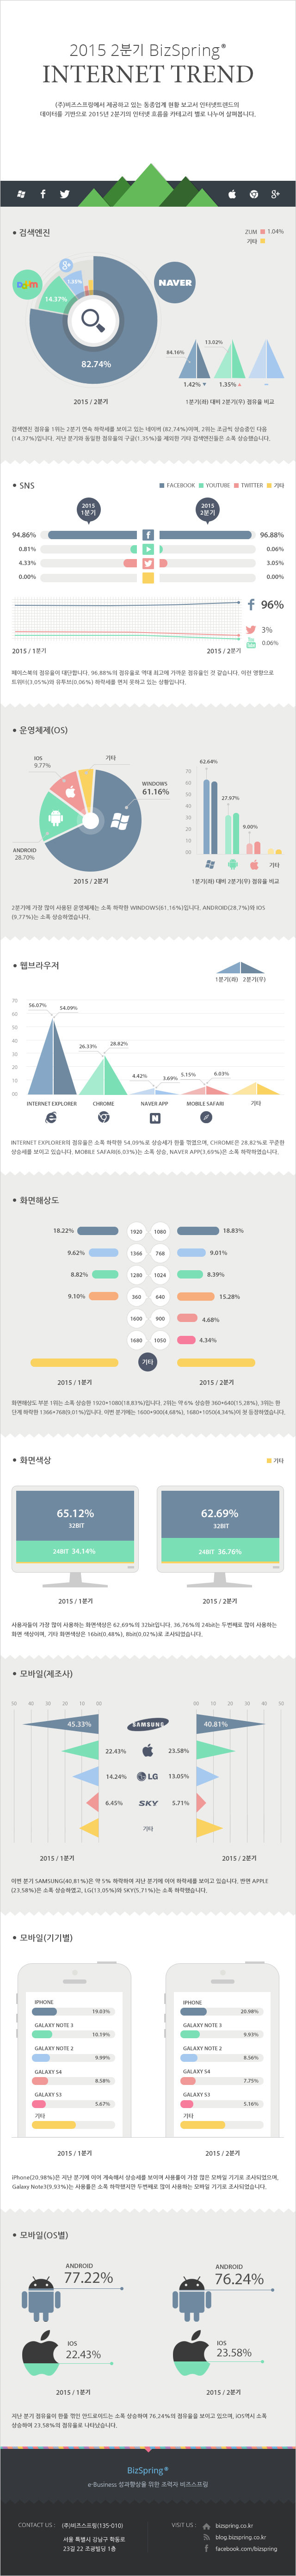 2015 2분기 BizSpring®
INTERNET TREND
(주)비즈스프링에서 제공하고 있는 동종업계 현황 보고서 인터넷트렌드의
데이터를 기반으로 2015년 2분기의 인터넷 흐름을 카테고리 별로 나누어 살펴봅니다.
• 검색엔진
ZUM 1.04%
기타
Daum
g+
NAVER
14.37%
1.35%
82.74%
84.16%
13.02%
1.42% ▼
1.35% ▲
–
2015 / 2분기
1분기(좌) 대비 2분기(우) 점유율 비교
검색엔진 점유율 1위는 2분기 연속 하락세를 보이고 있는 네이버 (82,74%)이며, 2위는 조금씩 상승중인 다음
(14,37%)입니다. 지난 분기와 동일한 점유율의 구글(1,35%)을 제외한 기타 검색엔진들은 소폭 상승했습니다.
• SNS
FACEBOOK YOUTUBE TWITTER 기타
2015 1분기
2015 2분기
94.86% 96.88%
0.81% 0.06%
4.33% 3.05%
0.00% 0.00%
96%
3%
0.06%
2015 / 1분기
2015 / 2분기
페이스북의 점유율이 대단합니다. 96,88%의 점유율로 역대 최고에 가까운 점유율인 것 같습니다. 이런 영향으로
트위터(3,05%)와 유투브(0,06%) 하락세를 면치 못하고 있는 상황입니다.
• 운영체제(OS)
IOS
9.77%
기타
WINDOWS
61.16%
ANDROID
28.70%
62.64%
27.97%
9.00%
70
60
50
40
30
20
10
00
기타
2015 / 2분기
1분기(좌) 대비 2분기(우) 점유율 비교
2분기에 가장 많이 사용된 운영체제는 소폭 하락한 WINDOWS(61,16%)입니다. ANDROID(28,7%)와 IOS
(9,77%)는 소폭 상승하였습니다.
• 웹브라우저
1분기(좌) 2분기(우)
70
60
50
40
30
20
10
00
56.07%
54.09%
26.33%
28.82%
4.42%
3.69%
5.15%
6.03%
INTERNET EXPLORER
CHROME
NAVER APP
MOBILE SAFARI
기타
INTERNET EXPLORER의 점유율은 소폭 하락한 54.09%로 상승세가 한풀 꺾였으며, CHROME은 28.82%로 꾸준한
상승세를 보이고 있습니다. MOBILE SAFARI(6,03%)는 소폭 상승, NAVER APP(3,69%)은 소폭 하락하였습니다.
• 화면해상도
18.22% 1920 1080 18.83%
9.62% 1366 768 9.01%
8.82% 1280 1024 8.39%
9.10% 360 640 15.28%
1600 900 4.68%
1680 1050 4.34%
기타
2015 / 1분기
2015 / 2분기
화면해상도 부분 1위는 소폭 상승한 1920*1080(18,83%)입니다. 2위는 약 6% 상승한 360*640(15,28%), 3위는 한
단계 하락한 1366*768(9,01%)입니다. 이번 분기에는 1600*900(4,68%), 1680*1050(4,34%)이 첫 등장하였습니다.
• 화면색상
기타
65.12%
32BIT
24BIT 34.14%
62.69%
32BIT
24BIT 36.76%
2015 / 1분기
2015 / 2분기
사용자들이 가장 많이 사용하는 화면색상은 62,69%의 32bit입니다. 36,76%의 24bit는 두번째로 많이 사용하는
화면 색상이며, 기타 화면색상은 16bit(0,48%), 8bit(0,02%)로 조사되었습니다.
• 모바일(제조사)
50 40 30 20 10 00
00 10 20 30 40 50
45.33% SAMSUNG 40.81%
22.43% 23.58%
14.24% LG 13.05%
6.45% SKY 5.71%
기타
2015 / 1분기
2015 / 2분기
이번 분기 SAMSUNG(40,81%)은 약 5% 하락하여 지난 분기에 이어 하락세를 보이고 있습니다. 반면 APPLE
(23,58%)은 소폭 상승하였고, LG(13,05%)와 SKY(5,71%)는 소폭 하락했습니다.
• 모바일(기기별)
IPHONE
19.03%
GALAXY NOTE 3
10.19%
GALAXY NOTE 2
9.99%
GALAXY S4
8.58%
GALAXY S3
5.67%
기타
IPHONE
20.98%
GALAXY NOTE 3
9.93%
GALAXY NOTE 2
8.56%
GALAXY S4
7.75%
GALAXY S3
5.16%
기타
2015 / 1분기
2015 / 2분기
iPhone(20,98%)은 지난 분기에 이어 계속해서 상승세를 보이며 사용률이 가장 많은 모바일 기기로 조사되었으며,
Galaxy Note3(9,93%)는 사용률은 소폭 하락했지만 두번째로 많이 사용하는 모바일 기기로 조사되었습니다.
• 모바일(OS별)
ANDROID
77.22%
IOS
22.43%
ANDROID
76.24%
IOS
23.58%
2015 / 1분기
2015 / 2분기
지난 분기 점유율이 한풀 꺾인 안드로이드는 소폭 상승하여 76.24%의 점유율을 보이고 있으며, iOS역시 소폭
상승하여 23.58%의 점유율로 나타났습니다.
BizSpring®
e-Business 성과향상을 위한 조력자 비즈스프링
CONTACT US : (주)비즈스프링(135-010)
서울 특별시 강남구 학동로
23길 22 조광빌딩 1층
VISIT US : bizspring.co.kr
blog.bizspring.co.kr
facebook.com/bizspring